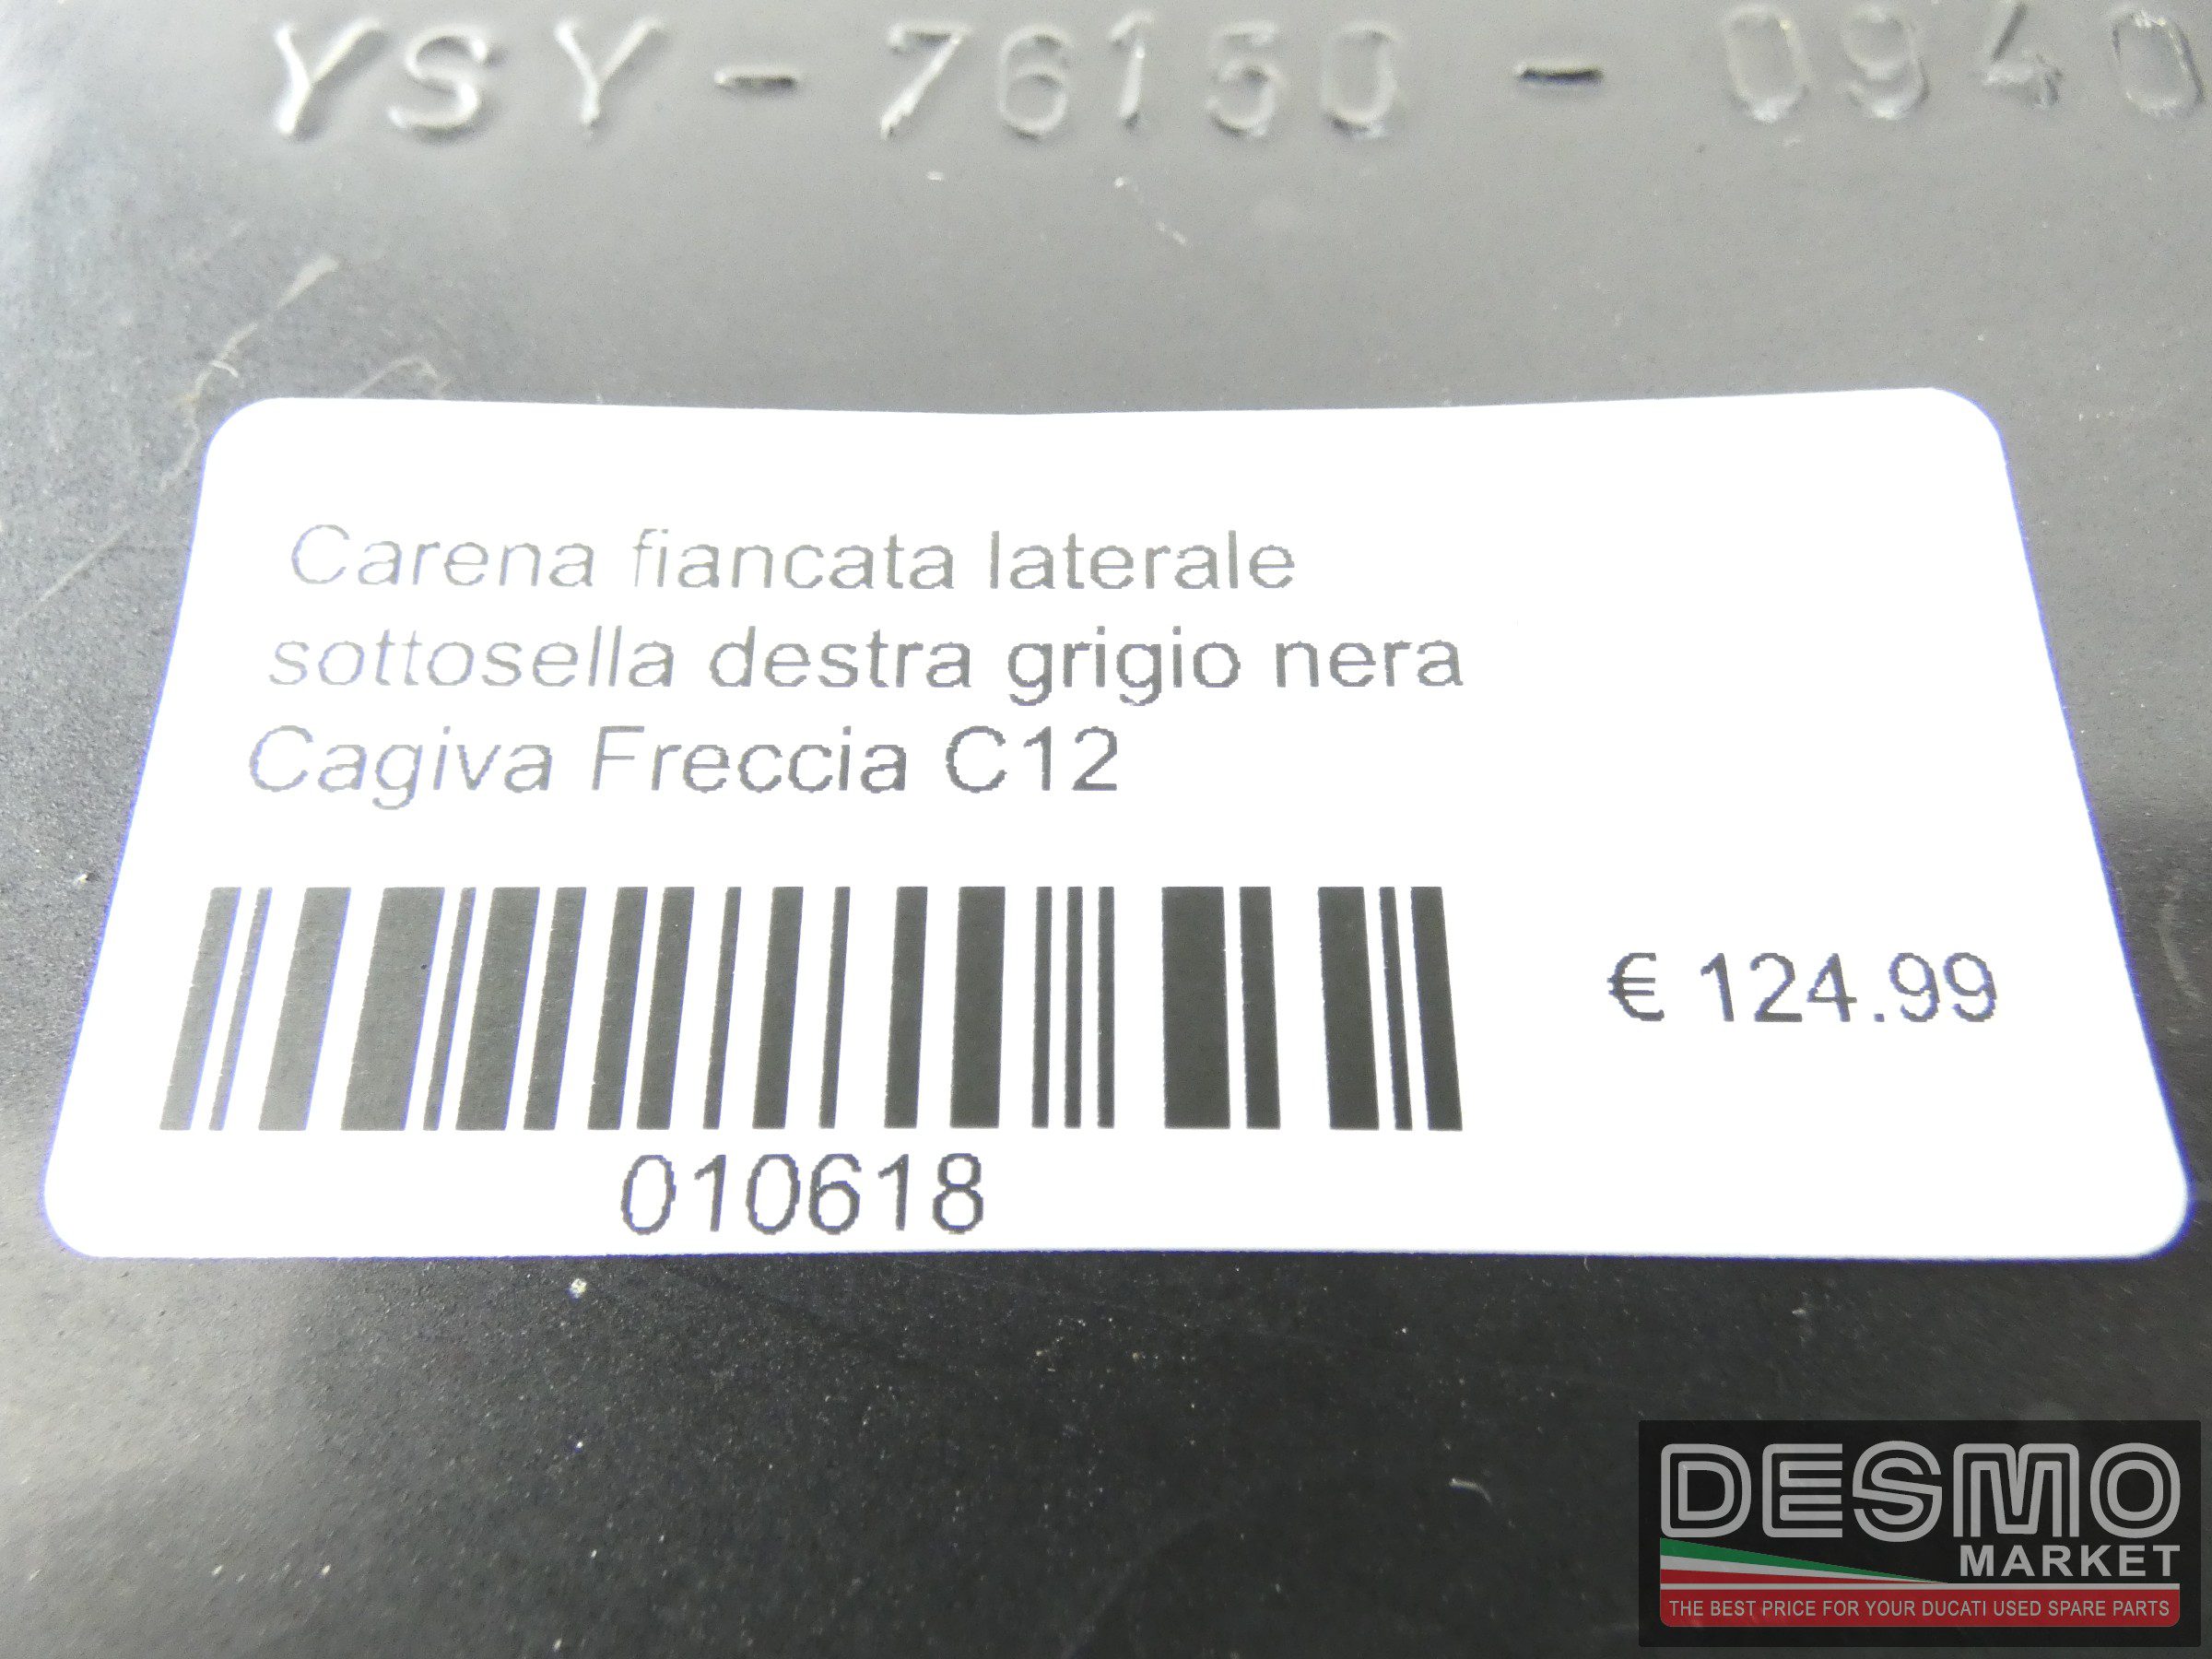 YSY-76150-0940
Carena fiancata laterale
sottosella destra grigio nera
Cagiva Freccia C12
€ 124.99
010618
DESMO
MARKET
THE BEST PRICE FOR YOUR DUCATI USED SPARE PARTS